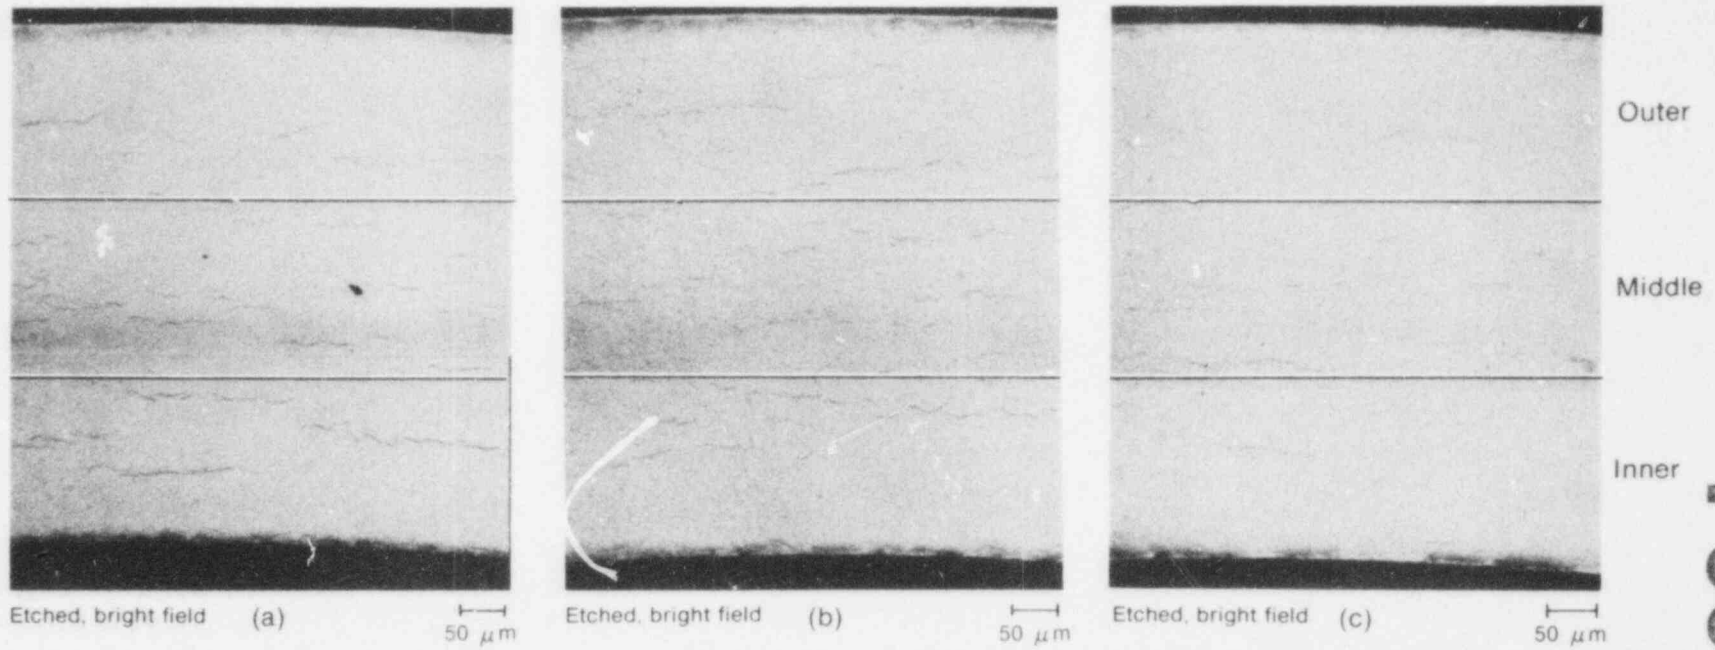 Outer
Middle
Inner
Etched, bright field (a) 50 μm
Etched, bright field (b) 50 μm
Etched, bright field (c) 50 μm